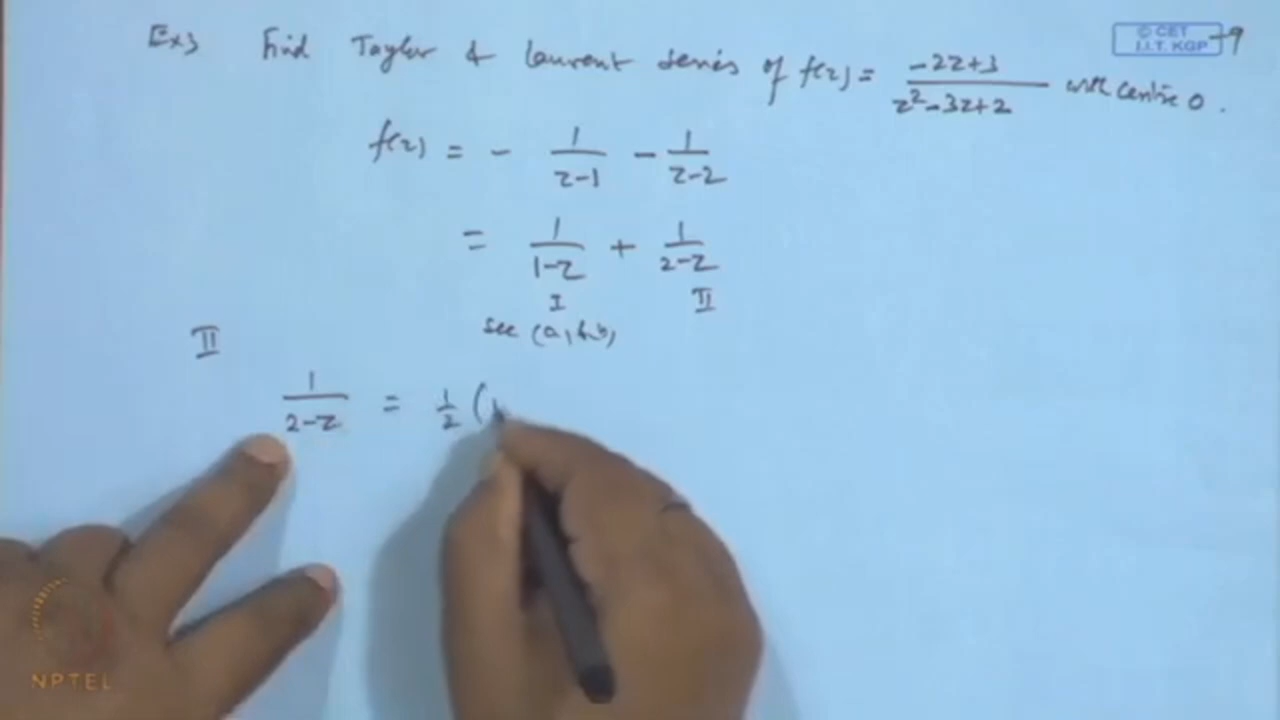 Ex3 Find Taylor & Laurent series of f(z) = (-2z+3)/(z²-3z+2) with centre 0.
© CET
I.I.T. KGP
f(z) = - 1/(z-1) - 1/(z-2)
= 1/(1-z) + 1/(2-z)
I II
see (a, b)
II
1/(2-z) = 1/2 (1
NPTEL